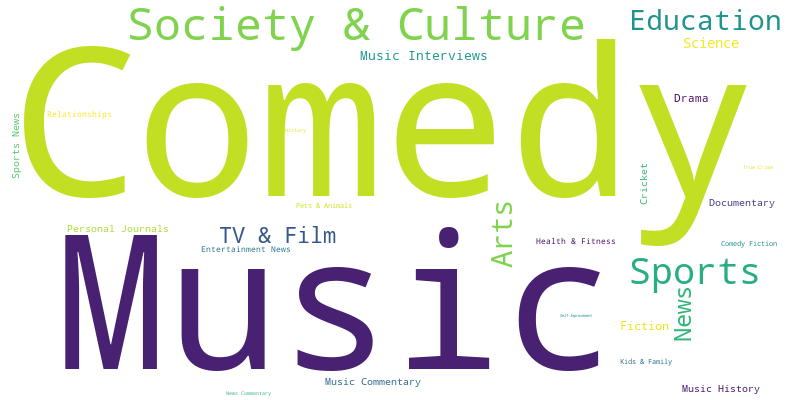 Society & Culture
Education
Science
Music Interviews
Comedy
Drama
Relationships
Sports News
History
True Crime
Cricket
Pets & Animals
Documentary
Arts
Personal Journals
TV & Film
Entertainment News
Health & Fitness
Comedy Fiction
Music
Sports
News
Self-Improvement
Fiction
Kids & Family
Music Commentary
Music History
News Commentary